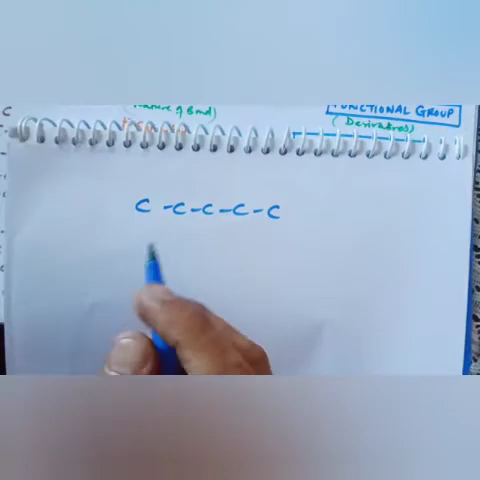 (Nature of Bond)
FUNCTIONAL GROUP
(Derivatives)
C -C-C-C-C